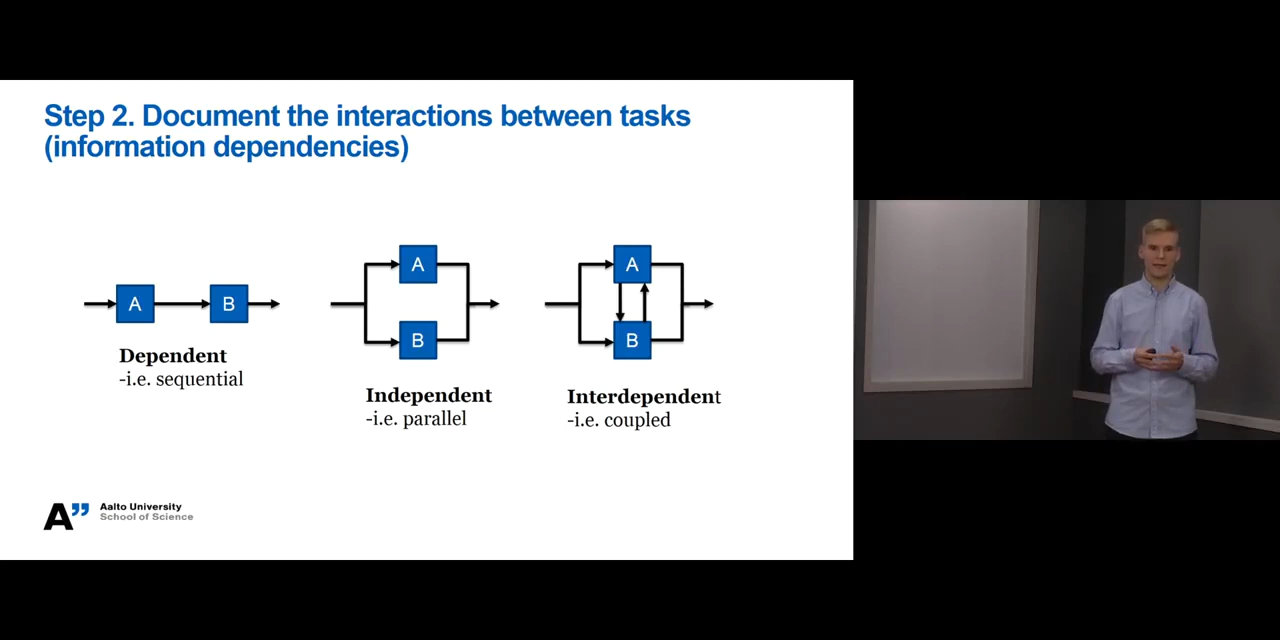 Step 2. Document the interactions between tasks
(information dependencies)
A
B
Dependent
-i.e. sequential
A
B
Independent
-i.e. parallel
A
B
Interdependent
-i.e. coupled
A”
Aalto University
School of Science